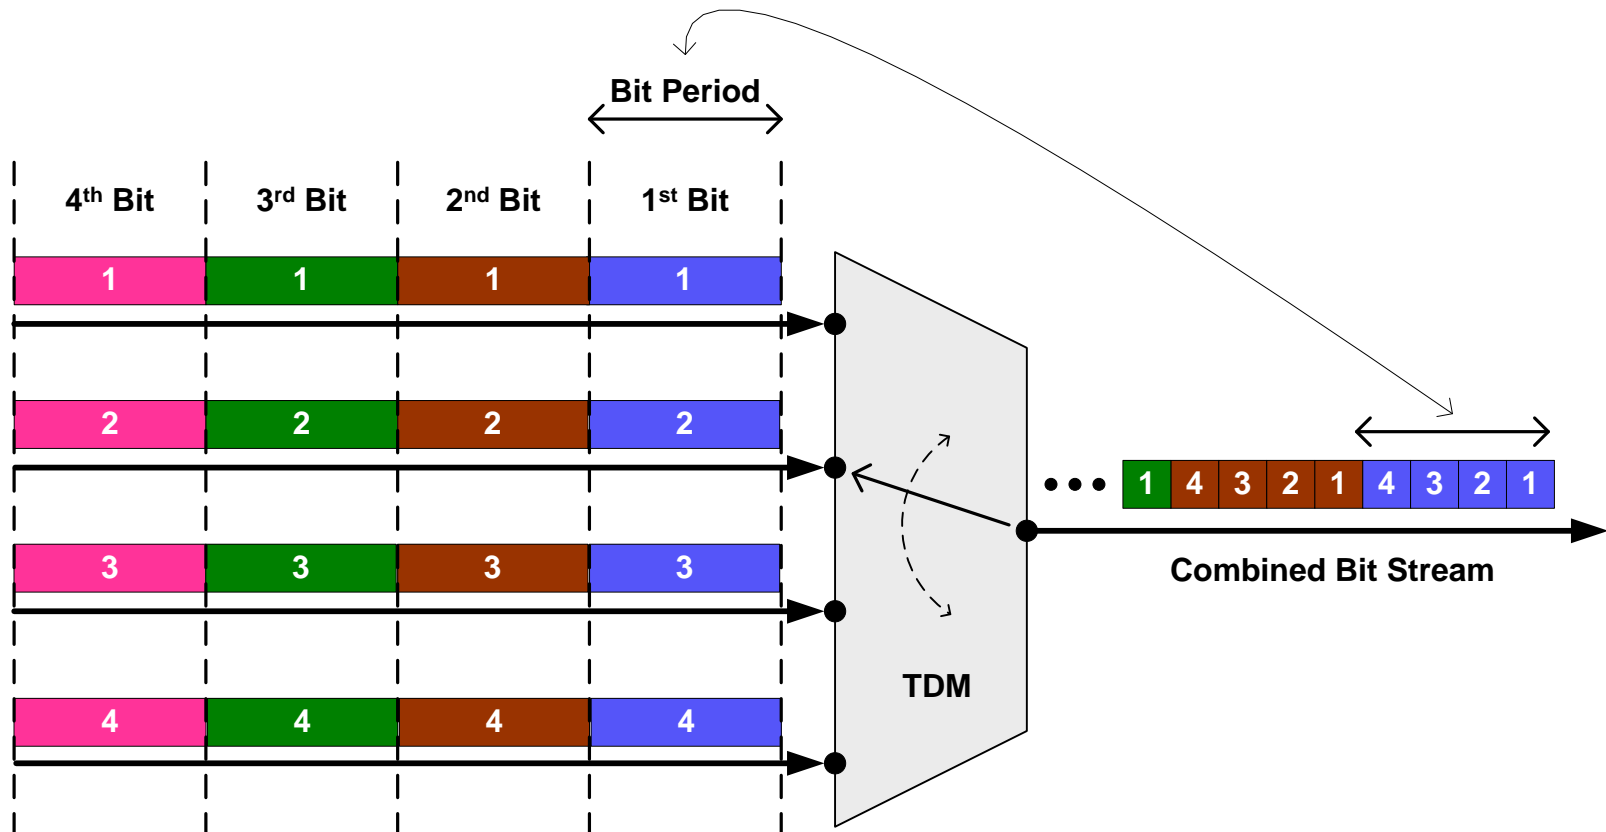 Bit Period
4th Bit 3rd Bit 2nd Bit 1st Bit
1 1 1 1
2 2 2 2
1 4 3 2 1 4 3 2 1
3 3 3 3
Combined Bit Stream
TDM
4 4 4 4